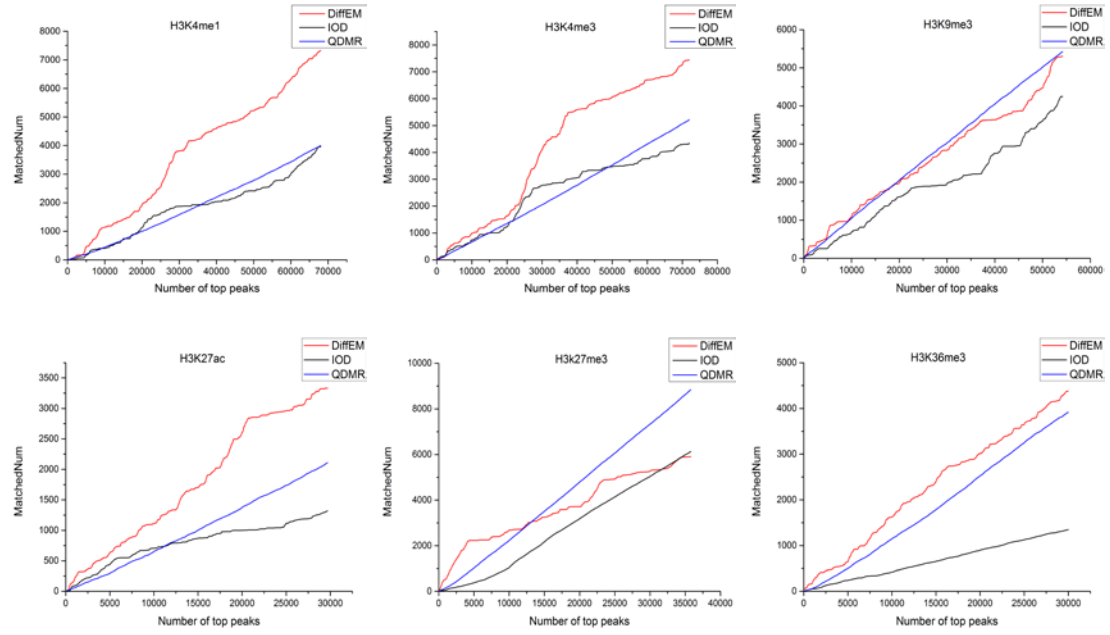 H3K4me1
DiffEM
IOD
QDMR
8000
7000
6000
5000
4000
3000
2000
1000
0
MatchedNum
0 10000 20000 30000 40000 50000 60000 70000
Number of top peaks
H3K4me3
DiffEM
IOD
QDMR
8000
7000
6000
5000
4000
3000
2000
1000
0
MatchedNum
0 10000 20000 30000 40000 50000 60000 70000 80000
Number of top peaks
H3K9me3
DiffEM
IOD
QDMR
6000
5000
4000
3000
2000
1000
0
MatchedNum
0 10000 20000 30000 40000 50000 60000
Number of top peaks
H3K27ac
DiffEM
IOD
QDMR
3500
3000
2500
2000
1500
1000
500
0
MatchedNum
0 5000 10000 15000 20000 25000 30000
Number of top peaks
H3k27me3
DiffEM
IOD
QDMR
10000
8000
6000
4000
2000
0
MatchedNum
0 5000 10000 15000 20000 25000 30000 35000 40000
Number of top peaks
H3K36me3
DiffEM
IOD
QDMR
5000
4000
3000
2000
1000
0
MatchedNum
0 5000 10000 15000 20000 25000 30000
Number of top peaks